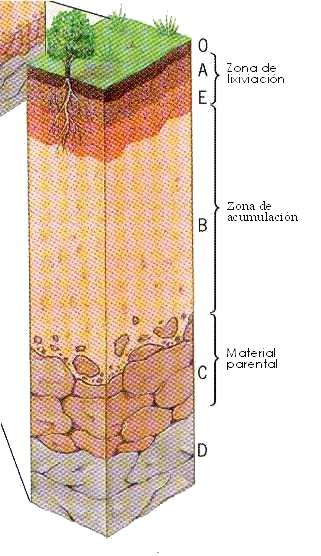 O
A
Zona de
lixiviación
E
B
Zona de
acumulación
C
Material
parental
D